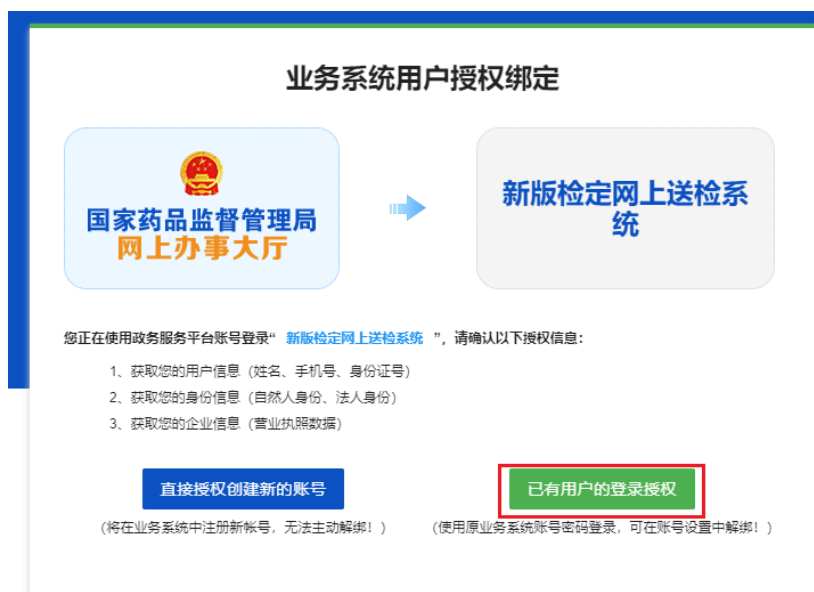 业务系统用户授权绑定
国家药品监督管理局
网上办事大厅
新版检定网上送检系
统
您正在使用政务服务平台账号登录“ 新版检定网上送检系统 ”，请确认以下授权信息：
1、获取您的用户信息（姓名、手机号、身份证号）
2、获取您的身份信息（自然人身份、法人身份）
3、获取您的企业信息（营业执照数据）
直接授权创建新的账号
已有用户的登录授权
（将在业务系统中注册新帐号，无法主动解绑！）
（使用原业务系统账号密码登录，可在账号设置中解绑！）